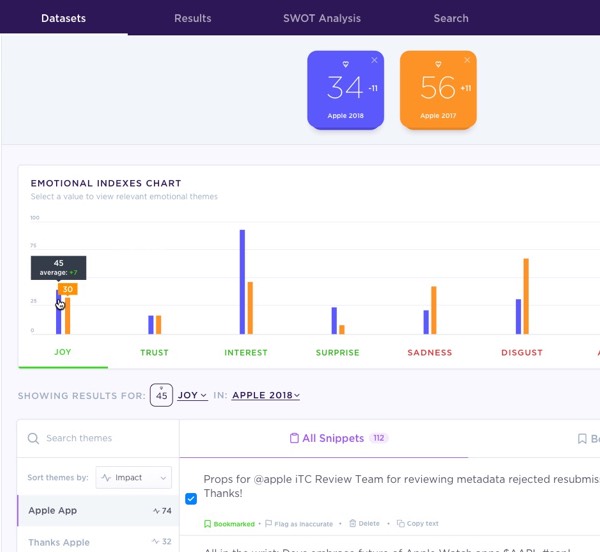 Datasets Results SWOT Analysis Search
34 -11
Apple 2018
56 +11
Apple 2017
EMOTIONAL INDEXES CHART
Select a value to view relevant emotional themes
100
75
45
average: +7
30
25
0
JOY TRUST INTEREST SURPRISE SADNESS DISGUST
SHOWING RESULTS FOR: 45 JOY IN: APPLE 2018
Search themes
All Snippets 112
Sort themes by: Impact
Props for @apple iTC Review Team for reviewing metadata rejected
Thanks!
Apple App 74
Bookmarked • Flag as inaccurate • Delete • Copy text
Thanks Apple 32